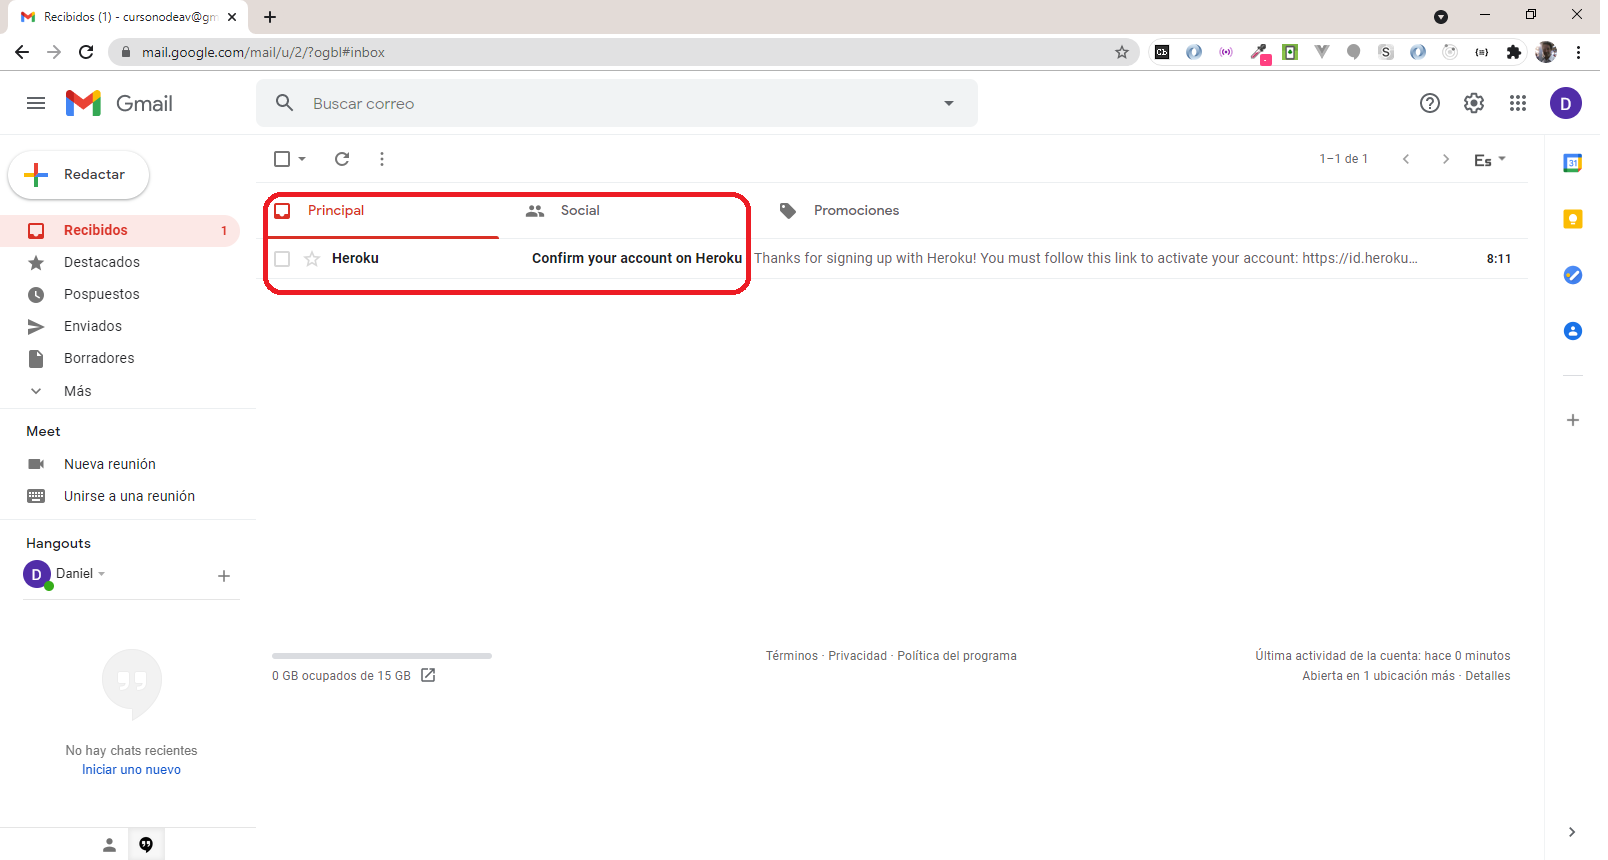 Recibidos (1) - cursonodeav@gm
mail.google.com/mail/u/2/?ogbl#inbox
Gmail
Buscar correo
D
Redactar
1–1 de 1
Es
Recibidos 1
Destacados
Pospuestos
Enviados
Borradores
Más
Principal
Social
Promociones
Heroku Confirm your account on Heroku Thanks for signing up with Heroku! You must follow this link to activate your account: https://id.heroku... 8:11
Meet
Nueva reunión
Unirse a una reunión
Hangouts
D Daniel
No hay chats recientes
Iniciar uno nuevo
0 GB ocupados de 15 GB
Términos · Privacidad · Política del programa
Última actividad de la cuenta: hace 0 minutos
Abierta en 1 ubicación más · Detalles
31
Cb
S